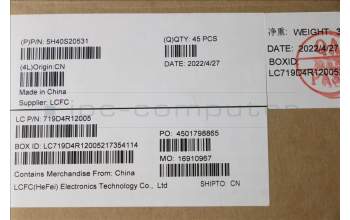 (P)P/N: 5H40S20531
(Q)QTY: 45 PCS
(4L)Origin:CN
DATE: 2022/4/27
Made in China
Supplier: LCFC
净重: WEIGHT
DATE: 2022/4/27
BOXID
LC719D4R12005
LC P/N: 719D4R12005
PO: 4501798865
BOX ID: LC719D4R12005217354114
MO: 16910967
Contains Merchandise From: China
LCFC(HeFei) Electronics Technology Co., Ltd
SHIPTO: CN